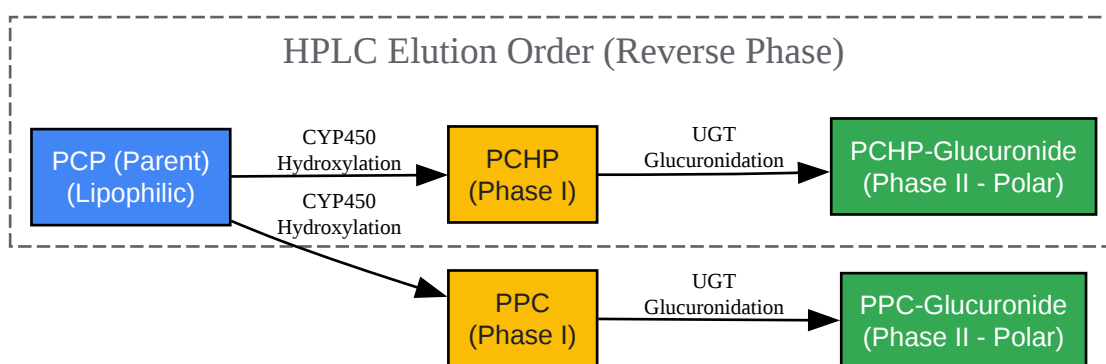 HPLC Elution Order (Reverse Phase)
PCP (Parent)
(Lipophilic)
CYP450
Hydroxylation
PCHP
(Phase I)
UGT
Glucuronidation
PCHP-Glucuronide
(Phase II - Polar)
CYP450
Hydroxylation
PPC
(Phase I)
UGT
Glucuronidation
PPC-Glucuronide
(Phase II - Polar)